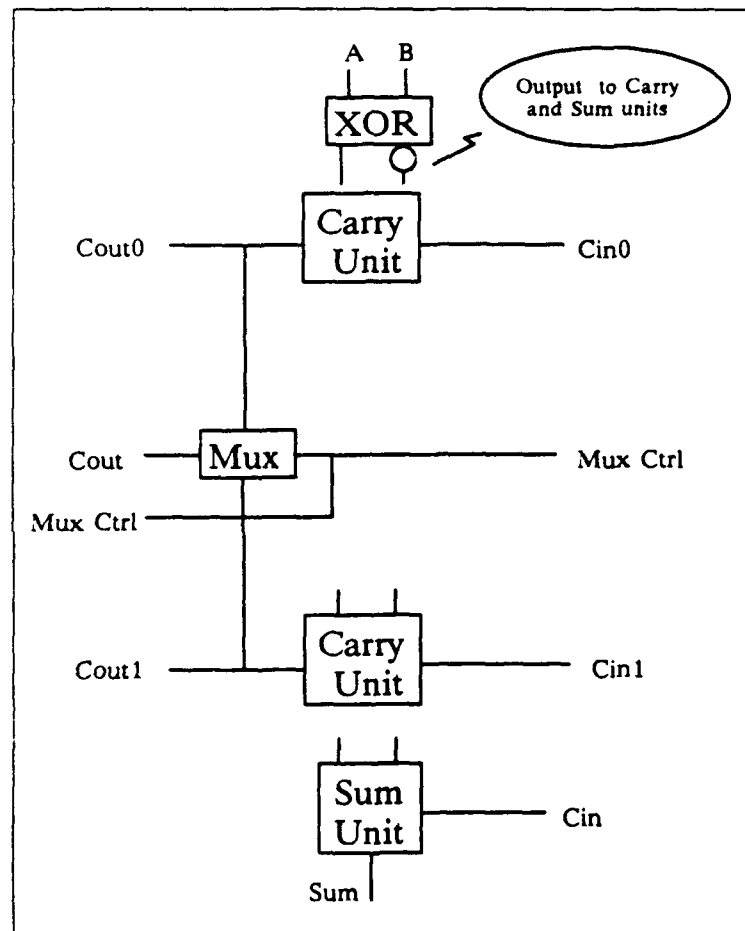 A B
XOR
Output to Carry
and Sum units
Carry
Unit
Cout0
Cin0
Cout
Mux
Mux Ctrl
Mux Ctrl
Carry
Unit
Cout1
Cin1
Sum
Unit
Cin
Sum